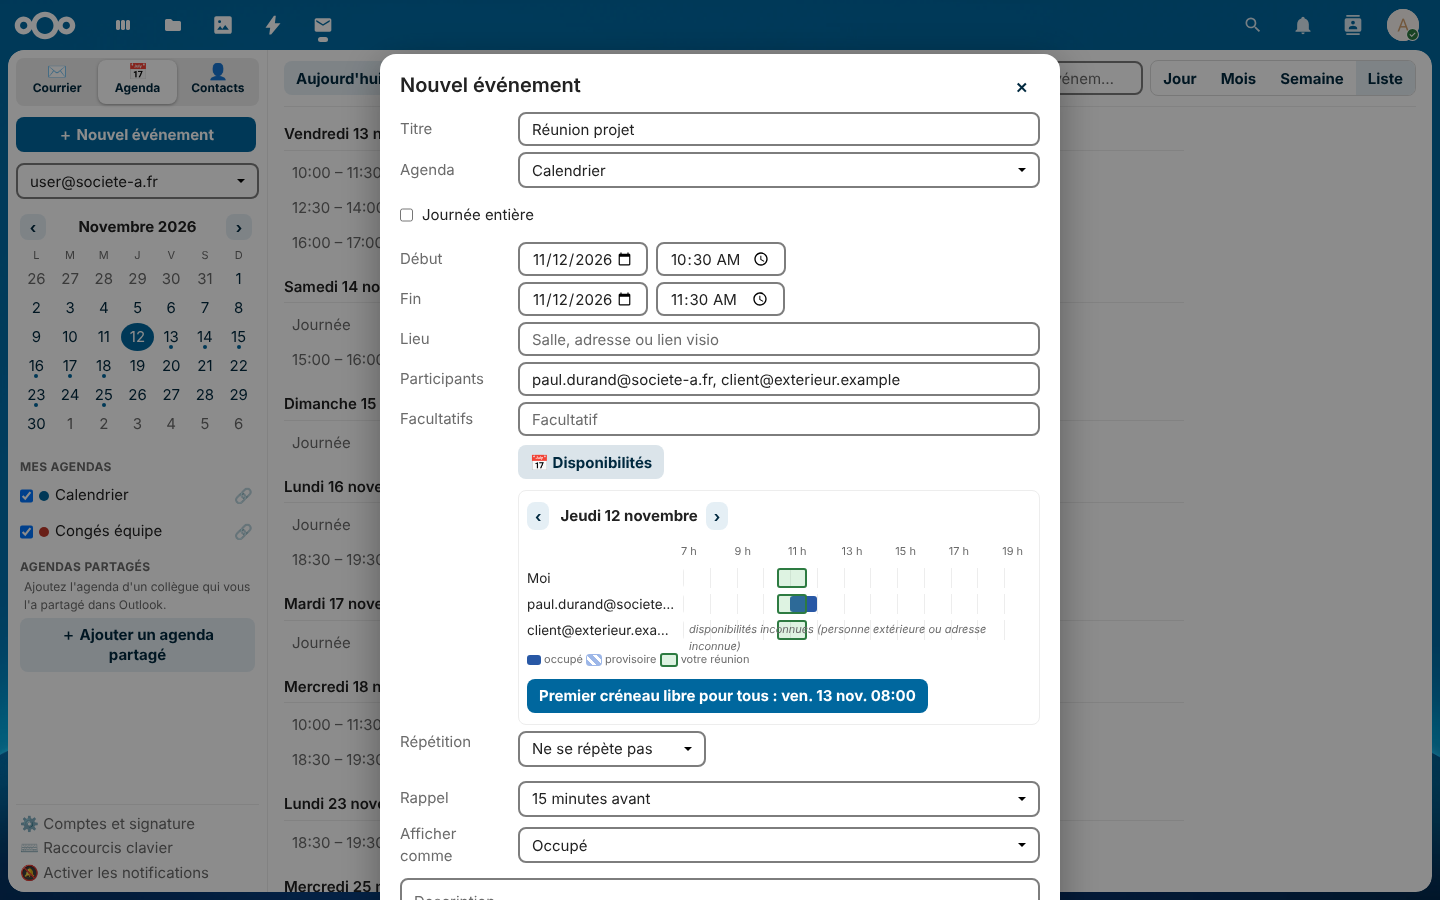 A
Courrier
Agenda
Contacts
+ Nouvel événement
user@societe-a.fr
Novembre 2026
L M M J V S D
26 27 28 29 30 31 1
2 3 4 5 6 7 8
9 10 11 12 13 14 15
16 17 18 19 20 21 22
23 24 25 26 27 28 29
30 1 2 3 4 5 6
MES AGENDAS
Calendrier
Congés équipe
AGENDAS PARTAGÉS
Ajoutez l'agenda d'un collègue qui vous
l'a partagé dans Outlook.
+ Ajouter un agenda
partagé
Comptes et signature
Raccourcis clavier
Activer les notifications
Aujourd'hui
Vendredi 13 n
10:00 – 11:30
12:30 – 14:00
16:00 – 17:00
Samedi 14 no
Journée
15:00 – 16:00
Dimanche 15
Journée
Lundi 16 nove
Journée
18:30 – 19:30
Mardi 17 nove
Journée
Mercredi 18 n
10:00 – 11:30
18:30 – 19:30
Lundi 23 nove
18:30 – 19:30
Mercredi 25 n
énem...
Jour Mois Semaine Liste
Nouvel événement
×
Titre
Réunion projet
Agenda
Calendrier
Journée entière
Début
11/12/2026 10:30 AM
Fin
11/12/2026 11:30 AM
Lieu
Salle, adresse ou lien visio
Participants
paul.durand@societe-a.fr, client@exterieur.example
Facultatifs
Facultatif
Disponibilités
‹ Jeudi 12 novembre ›
7 h 9 h 11 h 13 h 15 h 17 h 19 h
Moi
paul.durand@societe...
client@exterieur.exa...
disponibilités inconnues (personne extérieure ou adresse
inconnue)
occupé provisoire votre réunion
Premier créneau libre pour tous : ven. 13 nov. 08:00
Répétition
Ne se répète pas
Rappel
15 minutes avant
Afficher
comme
Occupé
Description